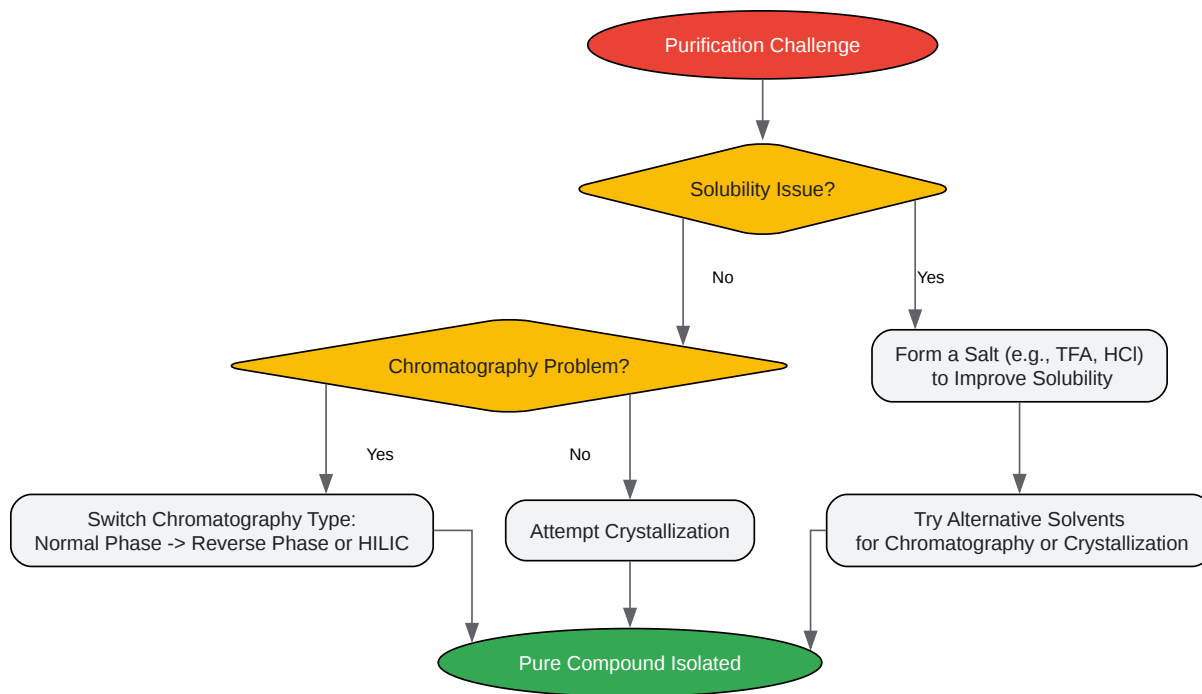 Purification Challenge
Solubility Issue?
No
Yes
Chromatography Problem?
Form a Salt (e.g., TFA, HCl)
to Improve Solubility
Yes
No
Switch Chromatography Type:
Normal Phase -> Reverse Phase or HILIC
Attempt Crystallization
Try Alternative Solvents
for Chromatography or Crystallization
Pure Compound Isolated